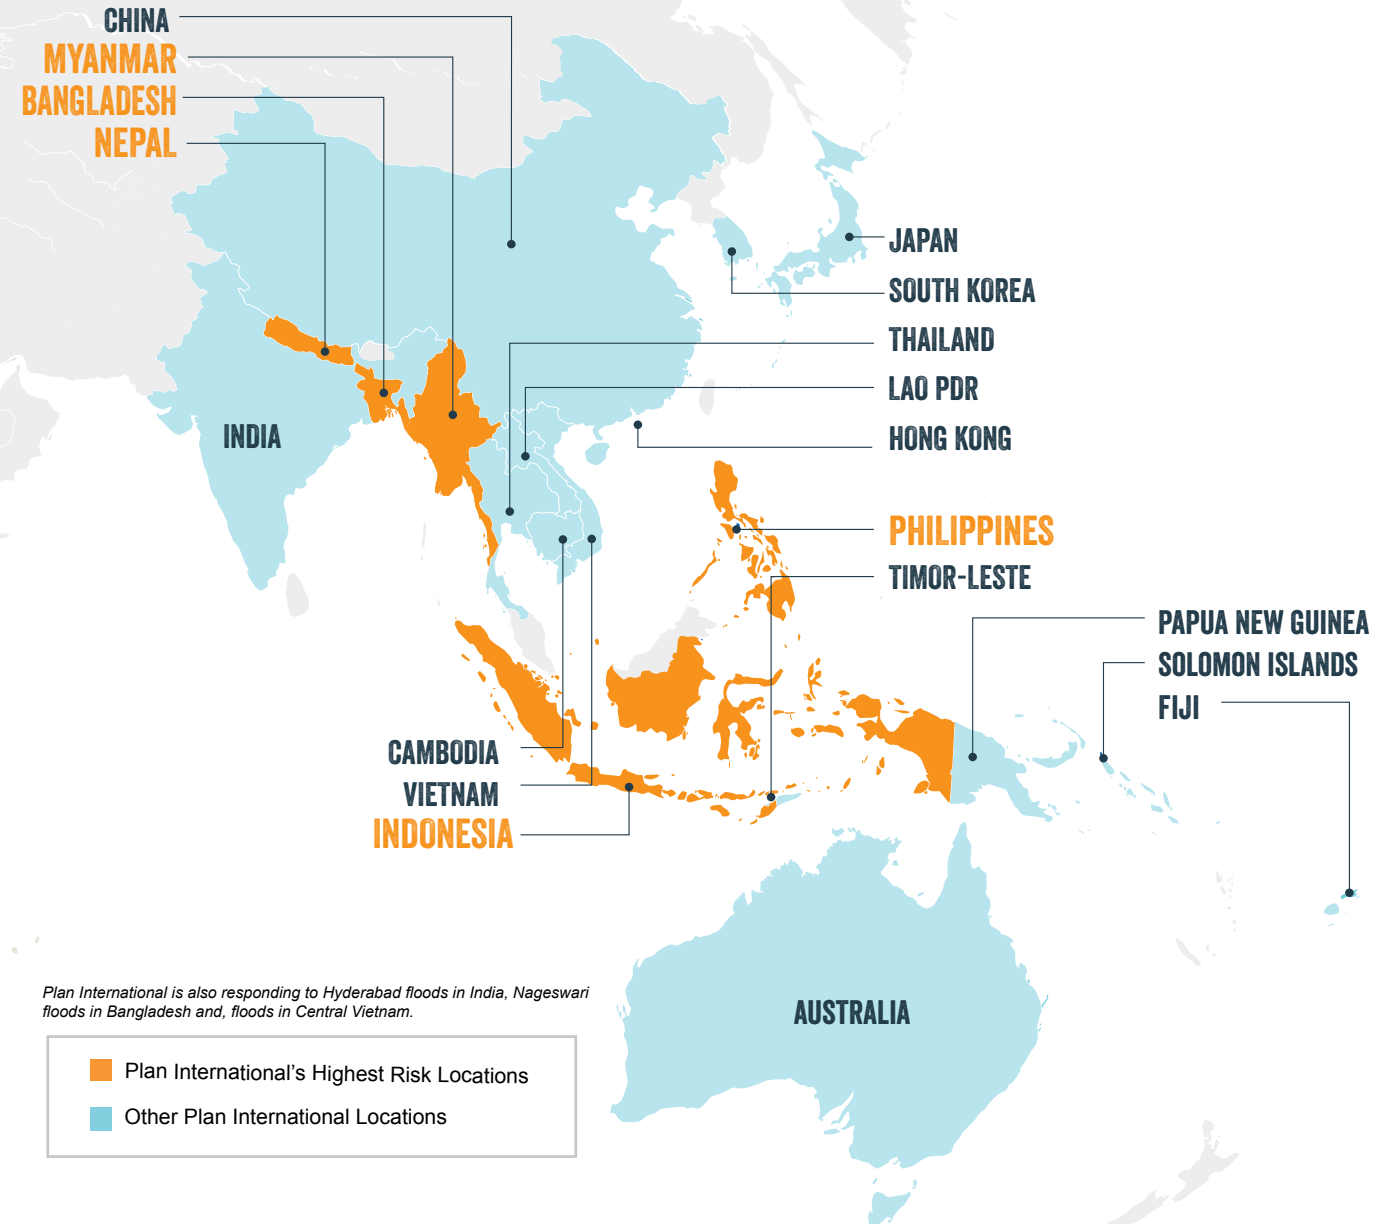 CHINA
MYANMAR
BANGLADESH
NEPAL
JAPAN
SOUTH KOREA
THAILAND
LAO PDR
INDIA
HONG KONG
PHILIPPINES
TIMOR-LESTE
PAPUA NEW GUINEA
SOLOMON ISLANDS
FIJI
CAMBODIA
VIETNAM
INDONESIA
AUSTRALIA
Plan International is also responding to Hyderabad floods in India, Nageswari
floods in Bangladesh and, floods in Central Vietnam.
Plan International's Highest Risk Locations
Other Plan International Locations